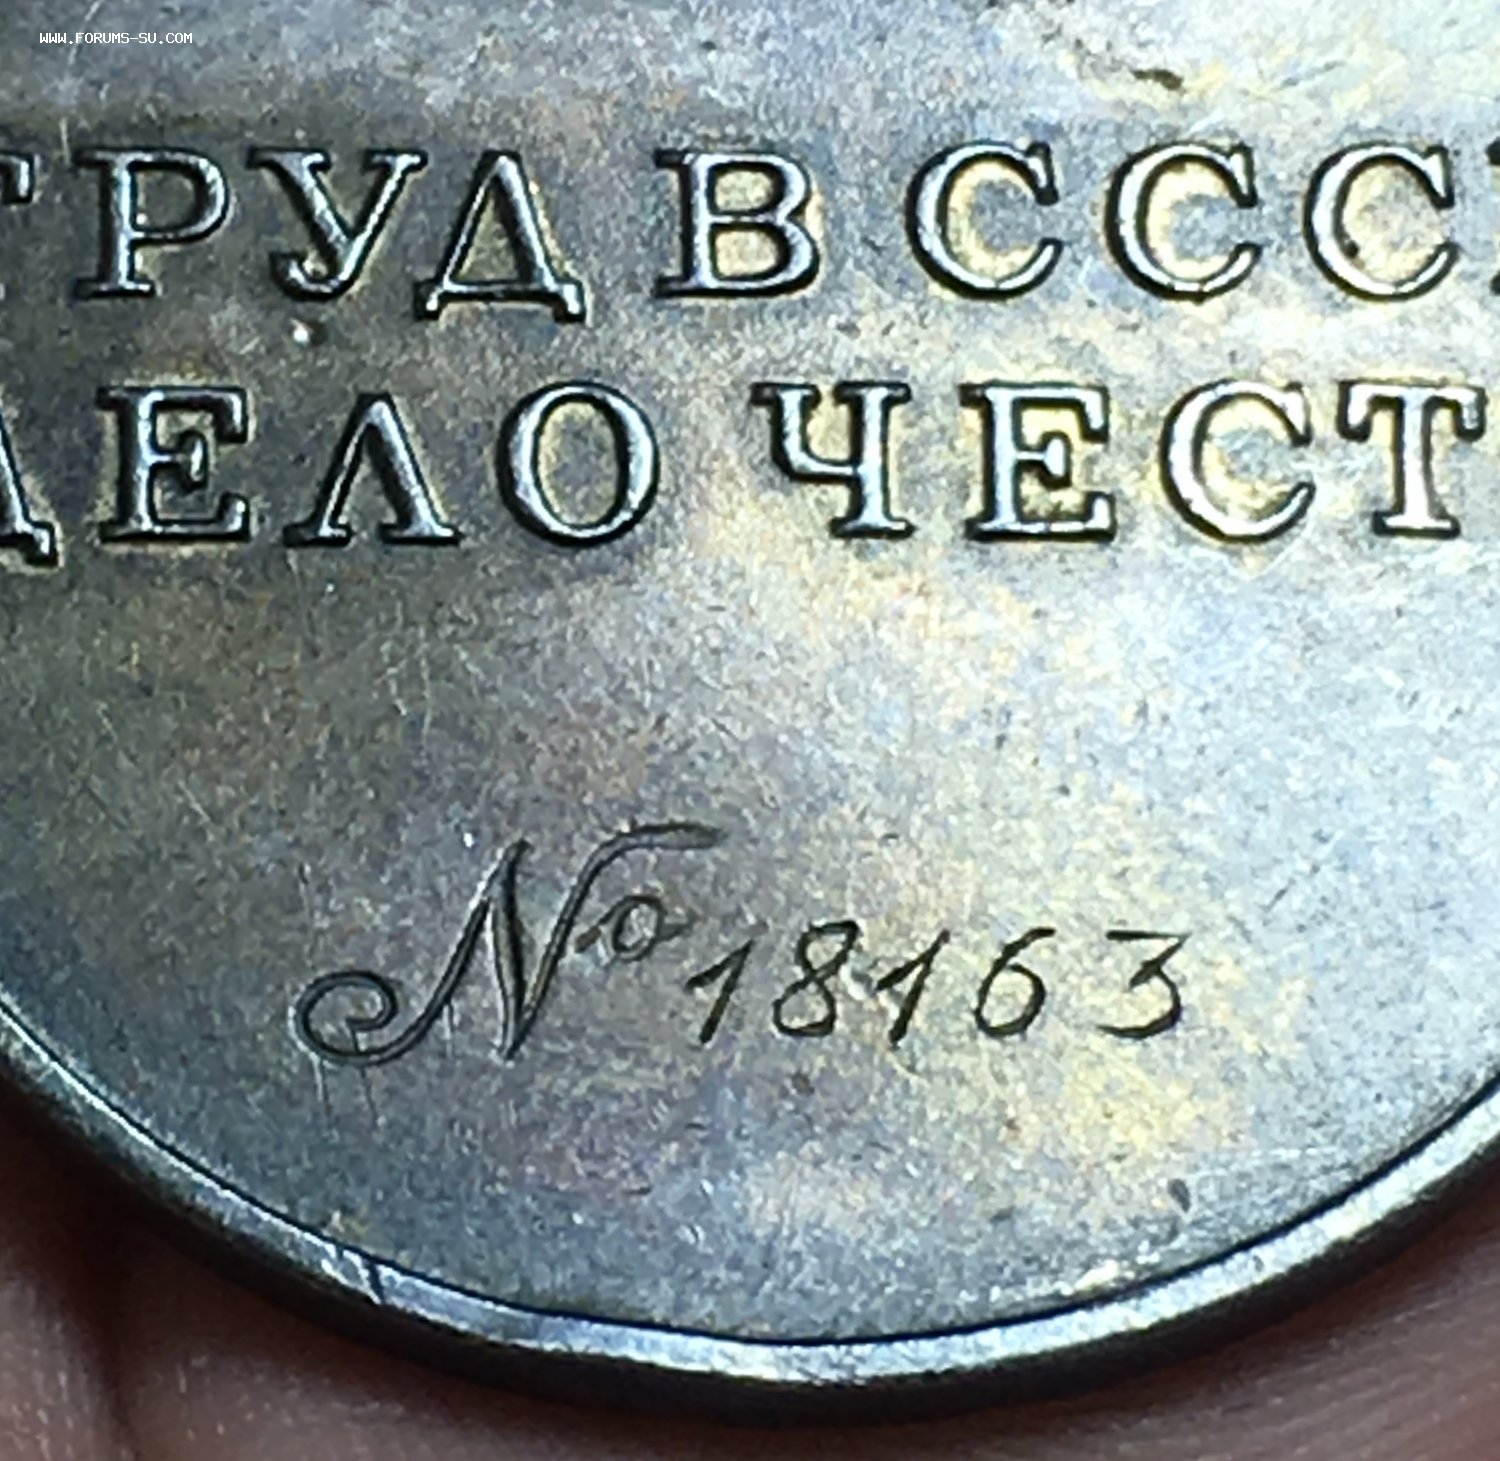 WWW.FORUMS-SU.COM
ТРУД В СССР
ДЕЛО ЧЕСТ
№ 18163